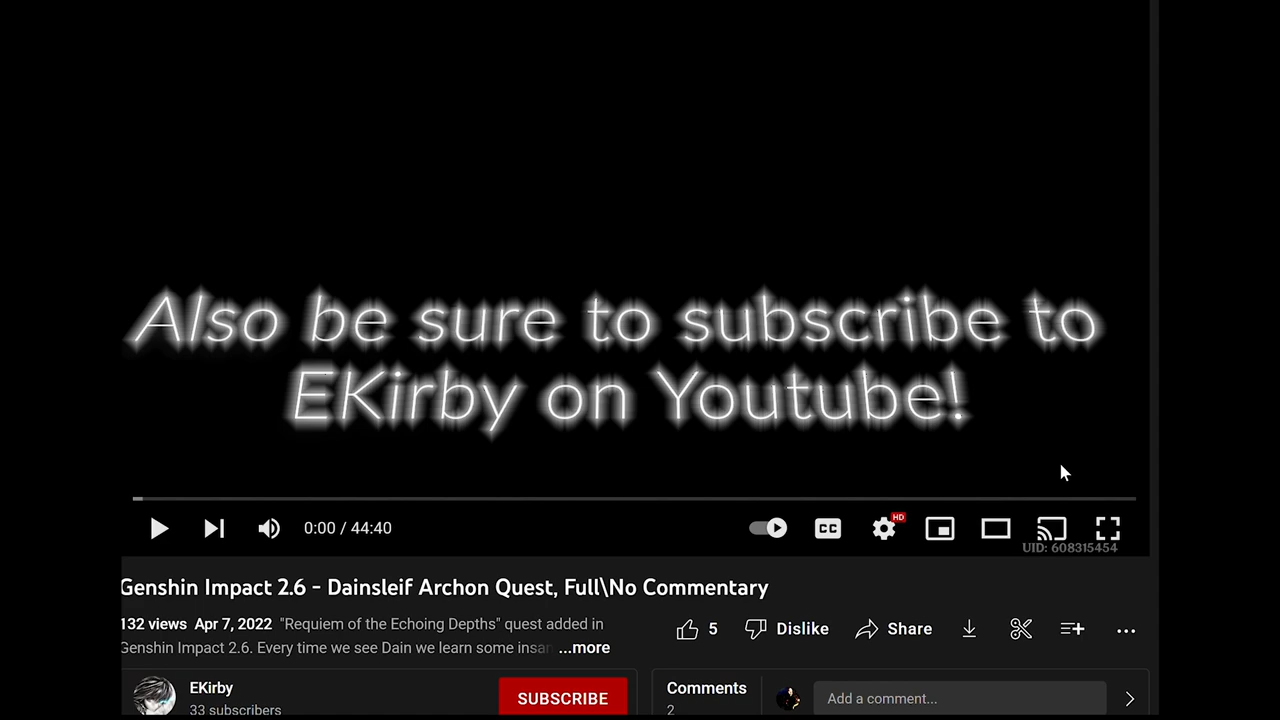 Also be sure to subscribe to
EKirby on Youtube!
0:00 / 44:40
CC
HD
UID: 608315454
Genshin Impact 2.6 - Dainsleif Archon Quest, Full\No Commentary
132 views Apr 7, 2022 "Requiem of the Echoing Depths" quest added in
Genshin Impact 2.6. Every time we see Dain we learn some insan ...more
5 Dislike Share
EKirby
33 subscribers
SUBSCRIBE
Comments
2
Add a comment...